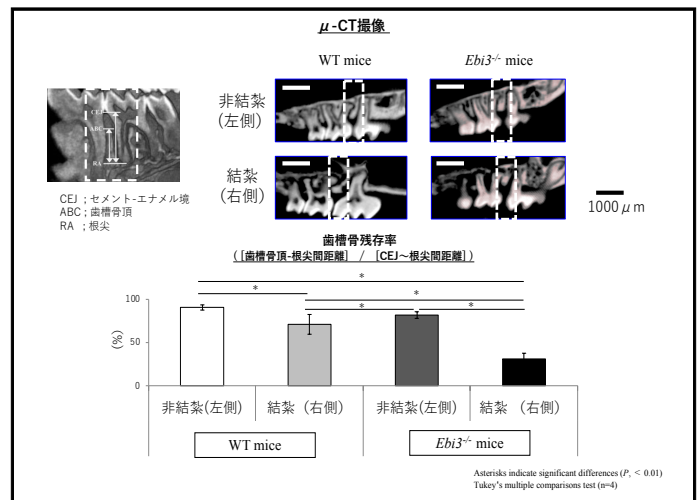 μ-CT撮像
WT mice
Ebi3-/- mice
非結紮
(左側)
結紮
(右側)
CEJ
ABC
RA
CEJ ; セメント-エナメル境
ABC ; 歯槽骨頂
RA ; 根尖
1000 μm
歯槽骨残存率
([歯槽骨頂-根尖間距離] / [CEJ～根尖間距離])
*
*
*
*
*
100
50
0
(%)
非結紮(左側) 結紮 (右側) 非結紮(左側) 結紮 (右側)
WT mice
Ebi3-/- mice
Asterisks indicate significant differences (P, < 0.01)
Tukey's multiple comparisons test (n=4)